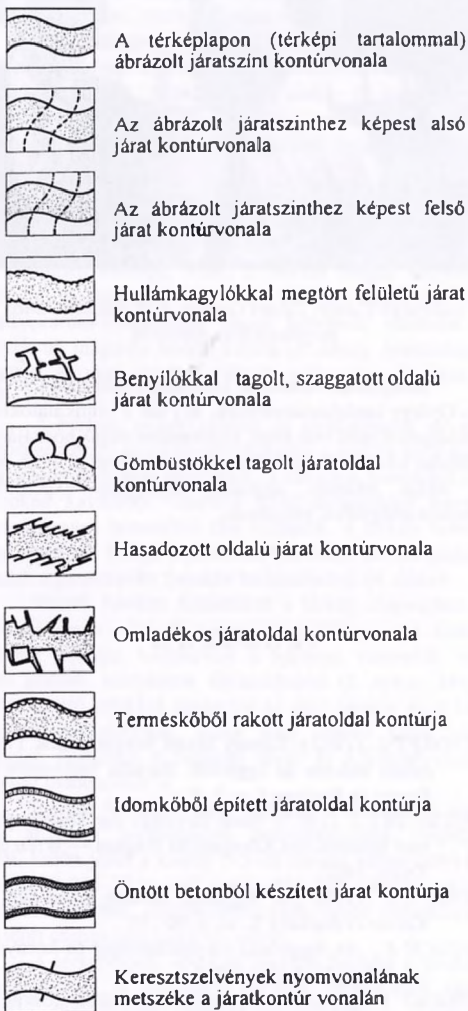 A térképlapon (térképi tartalommal)
ábrázolt járatszínt kontúrvonala
Az ábrázolt járatszinthez képest alsó
járat kontúrvonala
Az ábrázolt járatszinthez képest felső
járat kontúrvonala
Hullámkagylókkal megtört felületű járat
kontúrvonala
Benyílókkal tagolt, szaggatott oldalú
járat kontúrvonala
Gömbüstökkel tagolt járatoldal
kontúrvonala
Hasadozott oldalú járat kontúrvonala
Omladékos járatoldal kontúrvonala
Terméskőből rakott járatoldal kontúrja
Idomkőből épített járatoldal kontúrja
Öntött betonból készített járat kontúrja
Keresztszelvények nyomvonalának
metszéke a járatkontúr vonalán